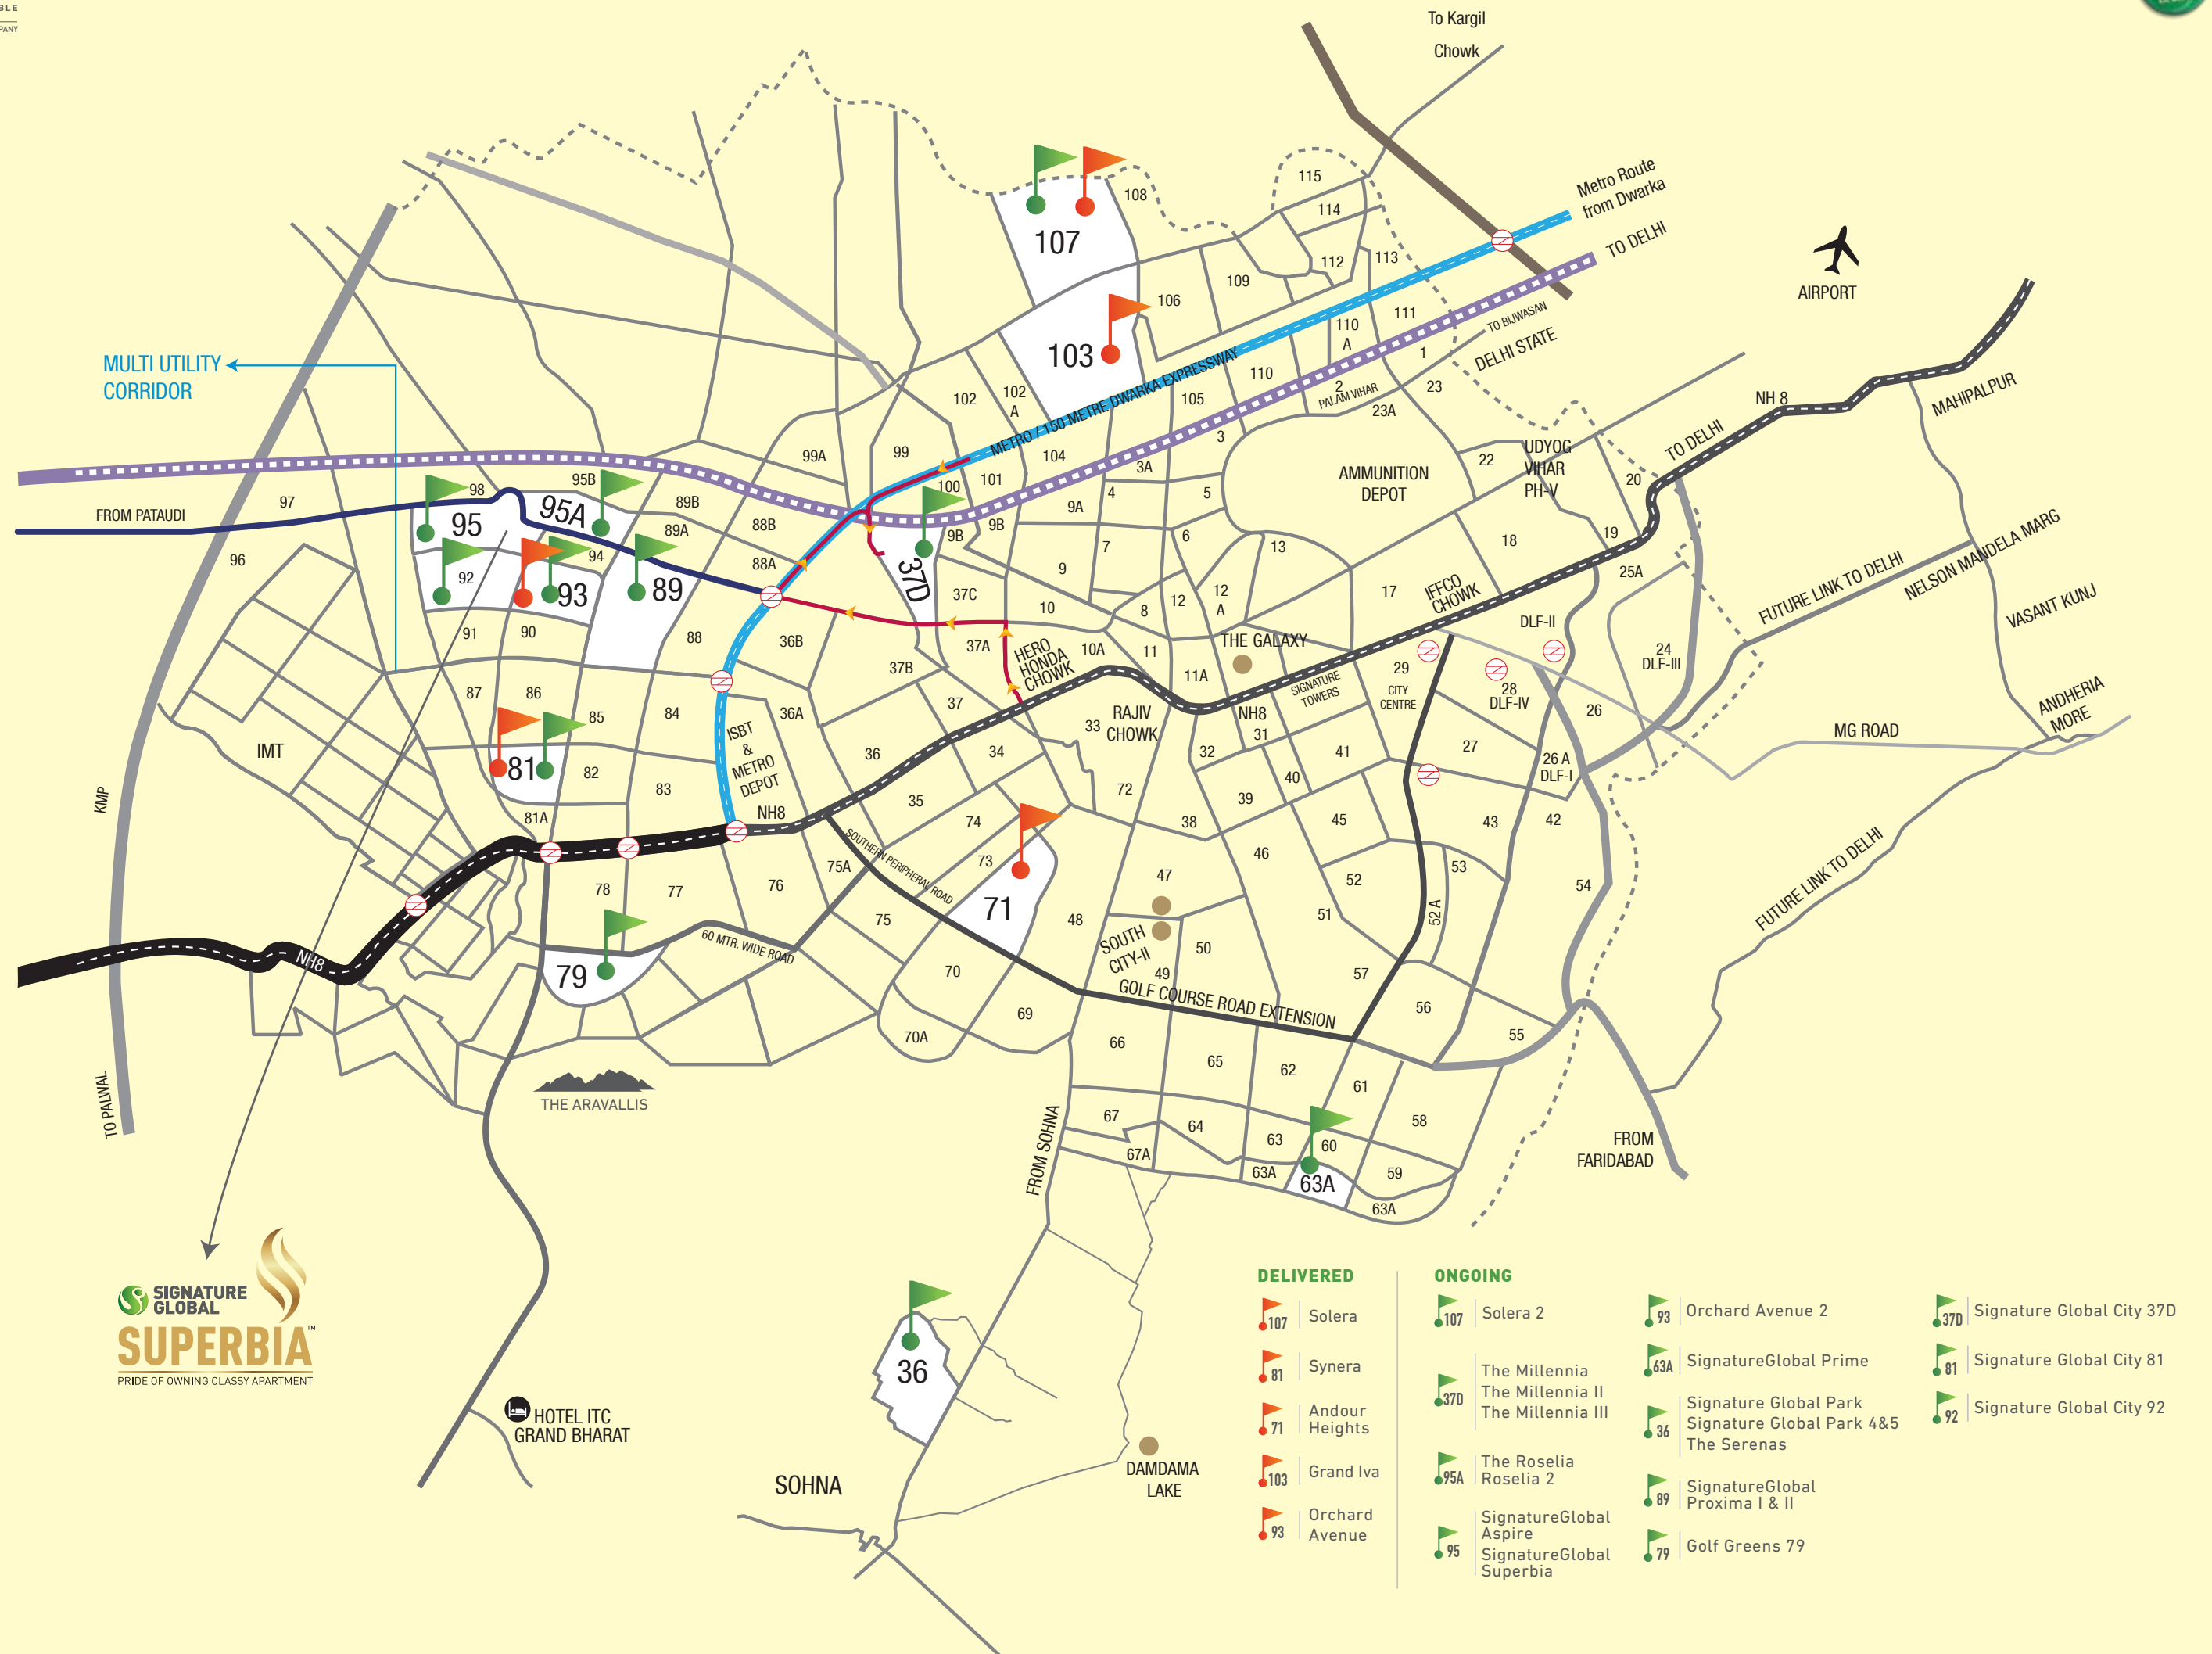 BLE
PANY
To Kargil
Chowk
115
114
108
112
113
107
109
106
103
110
A
111
1
2
23
23A
110
105
Metro Route
from Dwarka
TO DELHI
TO BIJWASAN
DELHI STATE
PALAM VIHAR
AIRPORT
NH 8
MAHIPALPUR
TO DELHI
MULTI UTILITY
CORRIDOR
METRO / 150 METRE DWARKA EXPRESSWAY
102
102
A
99A
99
104
101
100
3
3A
4
5
AMMUNITION
DEPOT
22
UDYOG
VIHAR
PH-V
20
19
18
FROM PATAUDI
97
98
95
95B
95A
89B
89A
88B
88A
9B
9B
9A
6
7
9
13
96
92
93
94
89
37D
37C
10
8
12
12
A
17
IFFCO
CHOWK
25A
FUTURE LINK TO DELHI
NELSON MANDELA MARG
VASANT KUNJ
91
90
88
36B
37B
37A
HERO
HONDA
CHOWK
10A
11
11A
THE GALAXY
SIGNATURE
TOWERS
DLF-II
24
DLF-III
29
CITY
CENTRE
28
DLF-IV
26
ANDHERIA
MORE
MG ROAD
87
86
85
84
36A
37
33
RAJIV
CHOWK
NH8
31
32
41
40
27
26 A
DLF-I
IMT
KMP
81
82
83
81A
ISBT
&
METRO
DEPOT
NH8
36
34
35
72
39
38
45
43
42
SOUTHERN PERIPHERAL ROAD
74
73
71
75A
76
75
77
78
47
46
52
53
52 A
51
54
48
FUTURE LINK TO DELHI
NH8
60 MTR. WIDE ROAD
79
70
SOUTH
CITY-II
49
50
57
56
55
GOLF COURSE ROAD EXTENSION
69
70A
66
65
62
61
58
TO PALWAL
THE ARAVALLIS
FROM SOHNA
67
64
63
60
67A
63A
63A
59
63A
FROM
FARIDABAD
SIGNATURE
GLOBAL
SUPERBIA™
PRIDE OF OWNING CLASSY APARTMENT
36
HOTEL ITC
GRAND BHARAT
SOHNA
DAMDAMA
LAKE
DELIVERED
107 Solera
81 Synera
71 Andour
Heights
103 Grand Iva
93 Orchard
Avenue
ONGOING
107 Solera 2
37D The Millennia
The Millennia II
The Millennia III
95A The Roselia
Roselia 2
95 SignatureGlobal
Aspire
SignatureGlobal
Superbia
93 Orchard Avenue 2
63A SignatureGlobal Prime
36 Signature Global Park
Signature Global Park 4&5
The Serenas
89 SignatureGlobal
Proxima I & II
79 Golf Greens 79
37D Signature Global City 37D
81 Signature Global City 81
92 Signature Global City 92